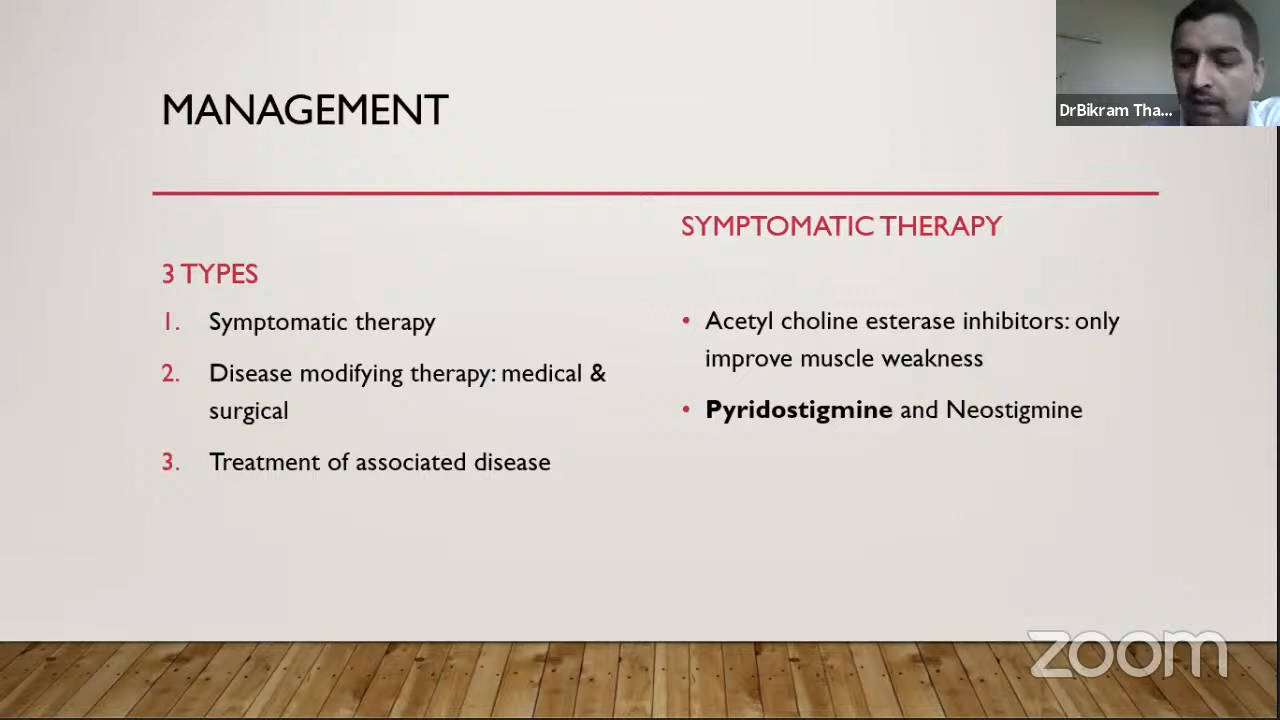 MANAGEMENT
3 TYPES
1. Symptomatic therapy
2. Disease modifying therapy: medical &
surgical
3. Treatment of associated disease
SYMPTOMATIC THERAPY
• Acetyl choline esterase inhibitors: only
improve muscle weakness
• Pyridostigmine and Neostigmine
DrBikram Tha...
zoom